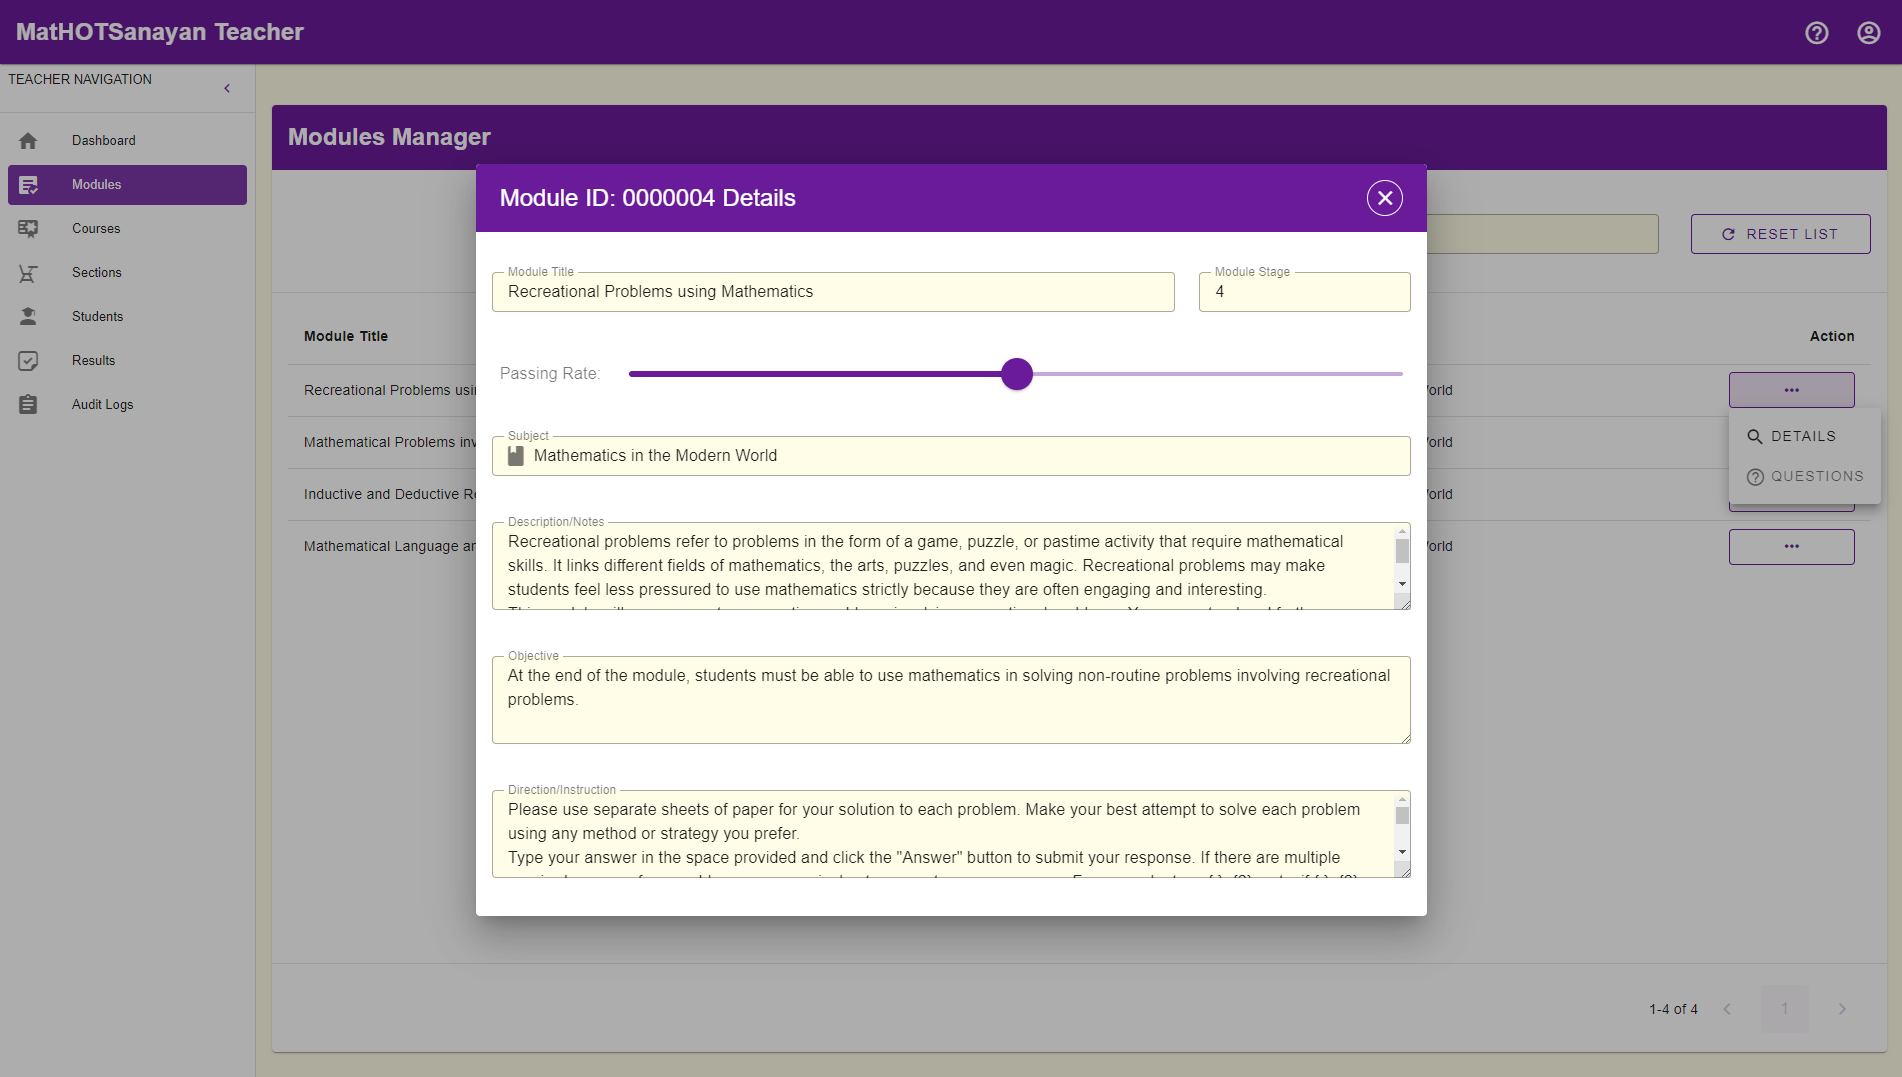 MatHOTSanayan Teacher
TEACHER NAVIGATION
Dashboard
Modules
Courses
Sections
Students
Results
Audit Logs
Modules Manager
RESET LIST
Module Title
Action
Recreational Problems usin
orld
Mathematical Problems inv
orld
Inductive and Deductive Re
orld
Mathematical Language an
orld
DETAILS
QUESTIONS
1-4 of 4
1
Module ID: 0000004 Details
Module Title
Recreational Problems using Mathematics
Module Stage
4
Passing Rate:
Subject
Mathematics in the Modern World
Description/Notes
Recreational problems refer to problems in the form of a game, puzzle, or pastime activity that require mathematical
skills. It links different fields of mathematics, the arts, puzzles, and even magic. Recreational problems may make
students feel less pressured to use mathematics strictly because they are often engaging and interesting.
Objective
At the end of the module, students must be able to use mathematics in solving non-routine problems involving recreational
problems.
Direction/Instruction
Please use separate sheets of paper for your solution to each problem. Make your best attempt to solve each problem
using any method or strategy you prefer.
Type your answer in the space provided and click the "Answer" button to submit your response. If there are multiple